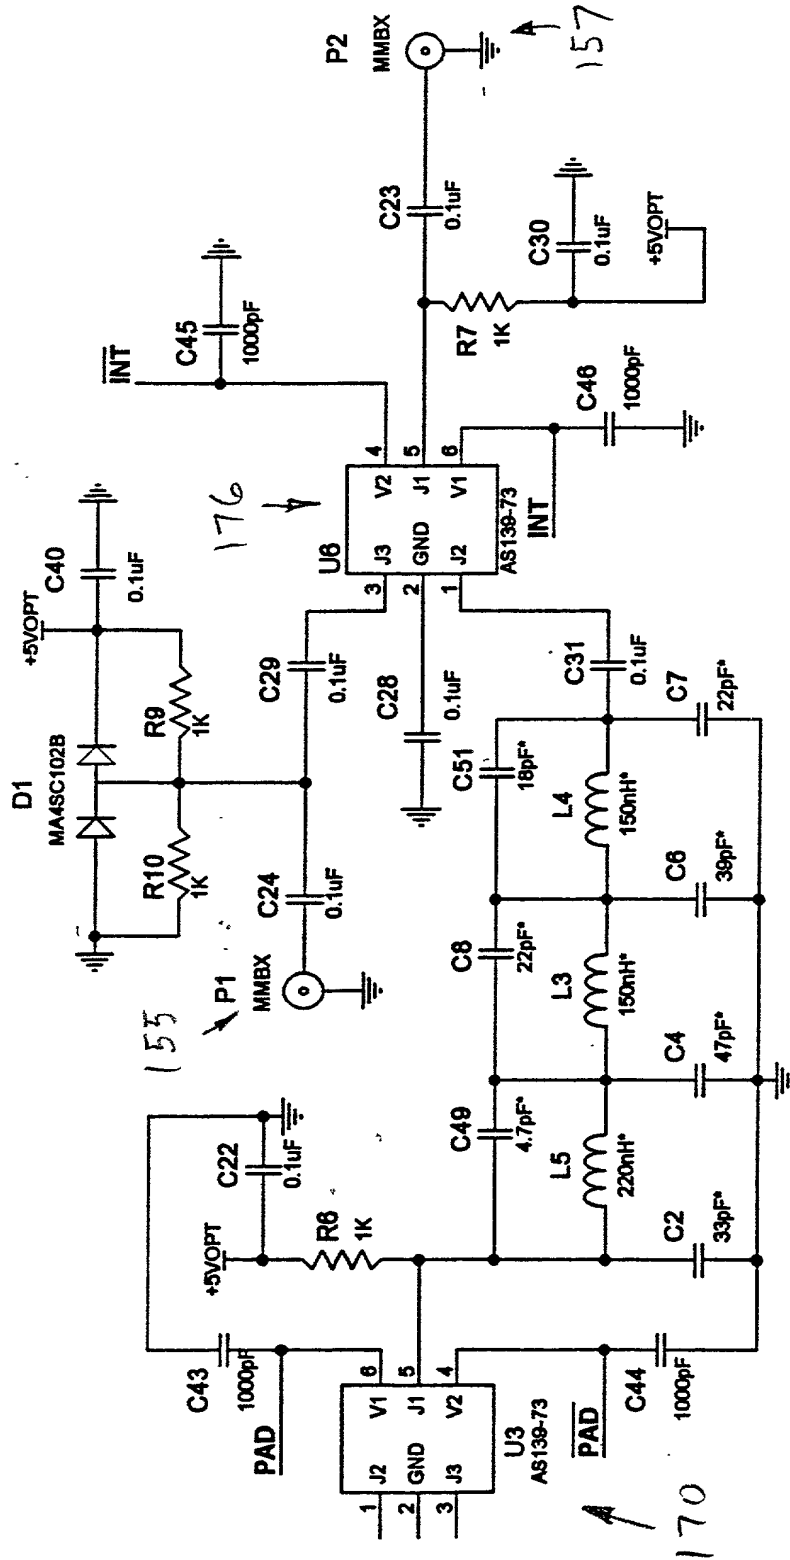 155
P1
MMBX
D1
MA4SC102B
R10
1K
R9
1K
+5VOPT
C40
0.1uF
C24
0.1uF
C29
0.1uF
C28
0.1uF
176
U6
3
2
1
J3
GND
J2
V2
J1
V1
4
5
6
AS139-73
INT
C45
1000pF
INT
C46
1000pF
R7
1K
C30
0.1uF
+5VOPT
C23
0.1uF
P2
MMBX
157
+5VOPT
C22
0.1uF
R6
1K
C43
1000pF
PAD
1
2
3
J2
GND
J3
V1
J1
V2
6
5
4
U3
AS139-73
PAD
C44
1000pF
170
C49
4.7pF*
C8
22pF*
C51
18pF*
L5
220nH*
L3
150nH*
L4
150nH*
C31
0.1uF
C2
33pF*
C4
47pF*
C6
39pF*
C7
22pF*